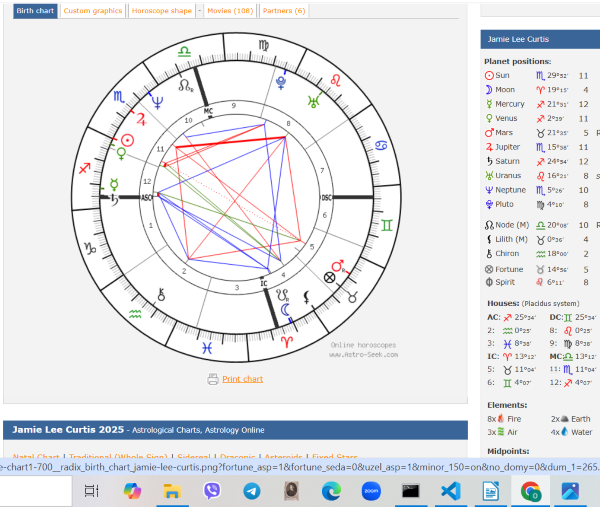 Birth chart Custom graphics Horoscope shape - Movies (108) Partners (6)
MC
9
10
8
11
12
ASC
DSC
2
3
4
5
IC
R
Online horoscopes
www.Astro-Seek.com
Print chart
Jamie Lee Curtis 2025 - Astrological Charts, Astrology Online
Natal Chart | Traditional (Whole Sign) | Sidereal | Draconic | Asteroids | Fixed Stars
e-chart1-700__radix_birth_chart_jamie-lee-curtis.png?fortune_asp=1&fortune_seda=0&uzel_asp=1&minor_150=on&no_domy=0&dum_1=265.
zoom
Jamie Lee Curtis
Planet positions:
☉ Sun ♏ 29°52' 11
☽ Moon ♈ 19°15' 4
☿ Mercury ♐ 21°51' 12
♀ Venus ♐ 2°39' 11
♂ Mars ♉ 21°35' 5 R
♃ Jupiter ♏ 15°38' 11
♄ Saturn ♐ 24°34' 12
♅ Uranus ♌ 16°21' 8 S
♆ Neptune ♏ 5°26' 10
♇ Pluto ♍ 4°10' 8
☊ Node (M) ♎ 20°08' 10 R
⚸ Lilith (M) ♉ 0°36' 4
⚷ Chiron ♒ 18°00' 2
⊗ Fortune ♉ 14°56' 5
Spirit ♌ 6°11' 8
Houses: (Placidus system)
AC: ♐ 25°34' DC: ♊ 25°34'
2: ♒ 0°25' 8: ♌ 0°25'
3: ♓ 8°38' 9: ♍ 8°38'
IC: ♈ 13°12' MC: ♎ 13°12'
5: ♉ 11°04' 11: ♏ 11°04'
6: ♊ 4°07' 12: ♐ 4°07'
Elements:
8x Fire 2x Earth
3x Air 4x Water
Midpoints: